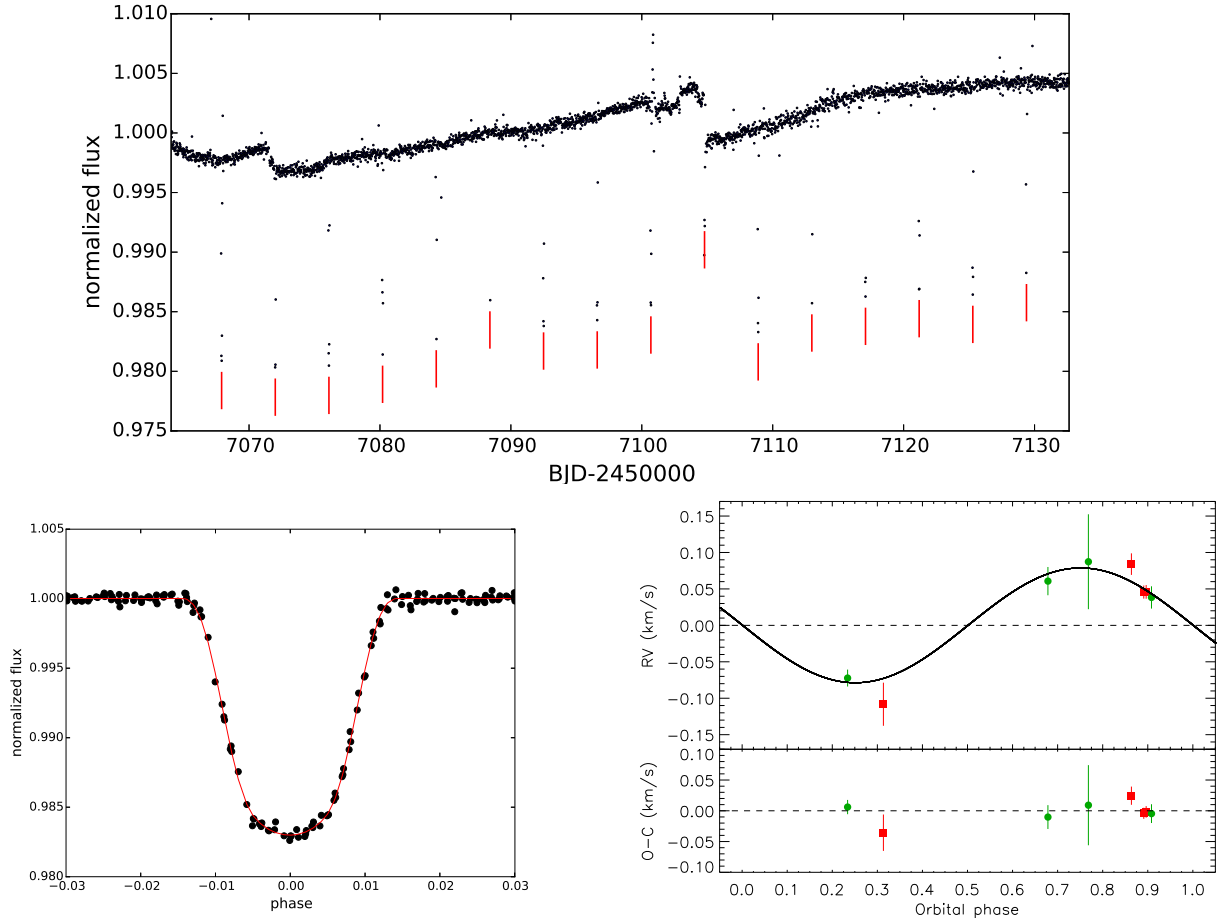 1.010
1.005
1.000
0.995
0.990
0.985
0.980
0.975
normalized flux
7070 7080 7090 7100 7110 7120 7130
BJD-2450000
1.005
1.000
0.995
0.990
0.985
0.980
normalized flux
−0.03 −0.02 −0.01 0.00 0.01 0.02 0.03
phase
0.15
0.10
0.05
0.00
−0.05
−0.10
−0.15
RV (km/s)
0.10
0.05
0.00
−0.05
−0.10
O−C (km/s)
0.0 0.1 0.2 0.3 0.4 0.5 0.6 0.7 0.8 0.9 1.0
Orbital phase